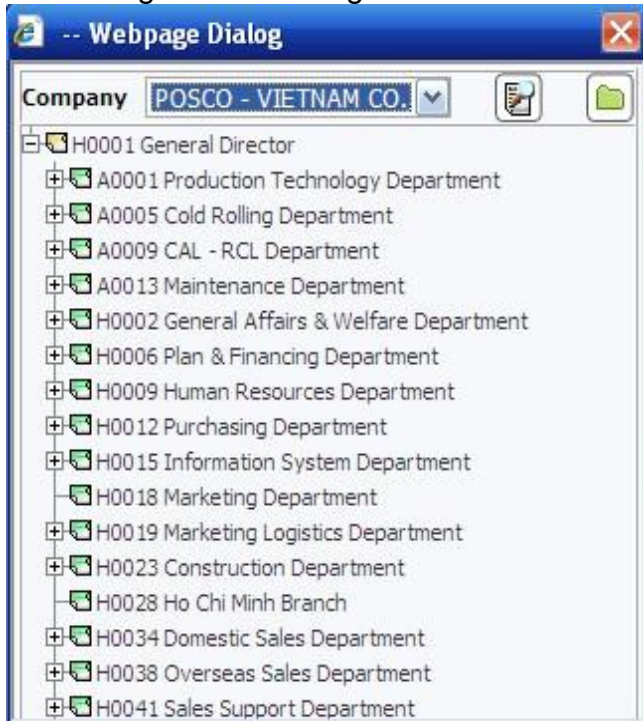 -- Webpage Dialog
Company POSCO - VIETNAM CO.
H0001 General Director
A0001 Production Technology Department
A0005 Cold Rolling Department
A0009 CAL - RCL Department
A0013 Maintenance Department
H0002 General Affairs & Welfare Department
H0006 Plan & Financing Department
H0009 Human Resources Department
H0012 Purchasing Department
H0015 Information System Department
H0018 Marketing Department
H0019 Marketing Logistics Department
H0023 Construction Department
H0028 Ho Chi Minh Branch
H0034 Domestic Sales Department
H0038 Overseas Sales Department
H0041 Sales Support Department